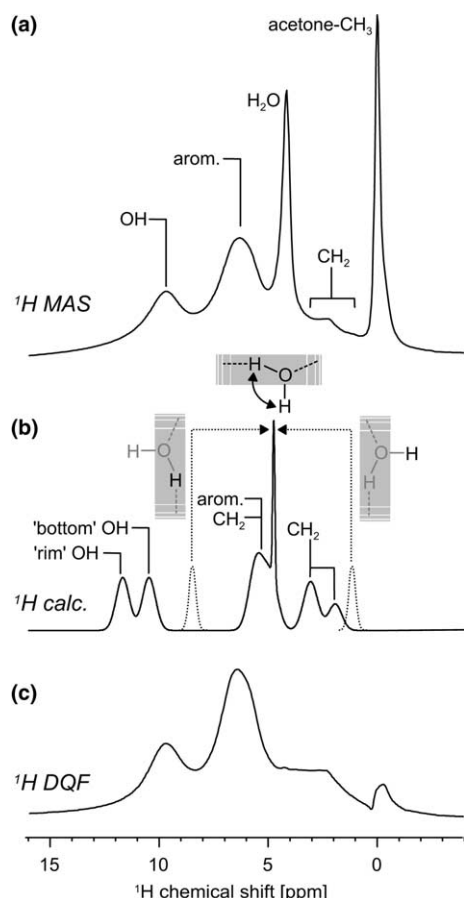 (a)
acetone-CH₃
H₂O
arom.
OH
CH₂
¹H MAS
H
O
H
(b)
H O
H
O H
H
arom.
CH₂
'bottom' OH
CH₂
'rim' OH
¹H calc.
(c)
¹H DQF
15 10 5 0
¹H chemical shift [ppm]